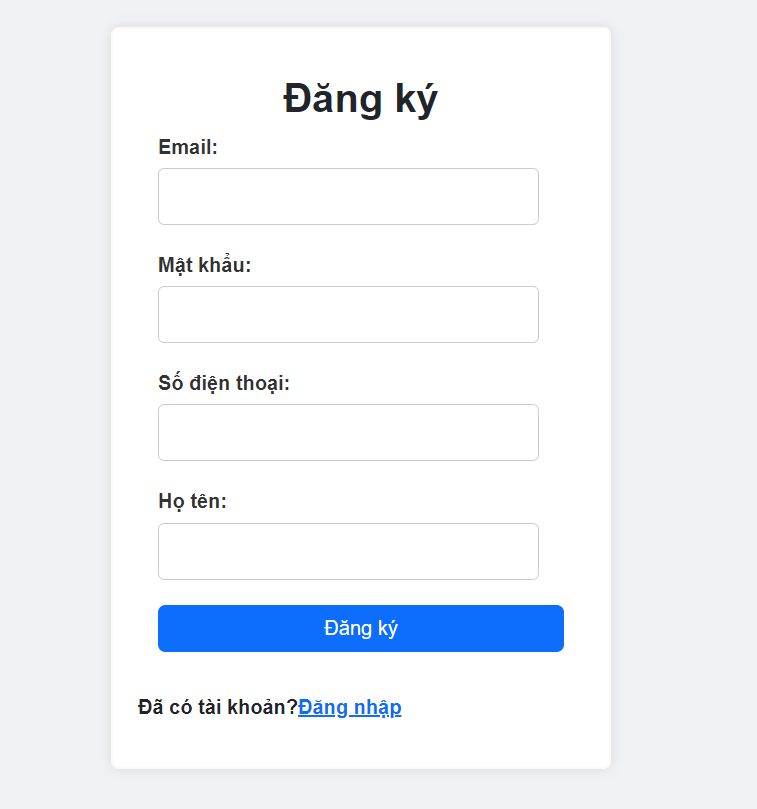 Đăng ký
Email:
Mật khẩu:
Số điện thoại:
Họ tên:
Đăng ký
Đã có tài khoản?Đăng nhập